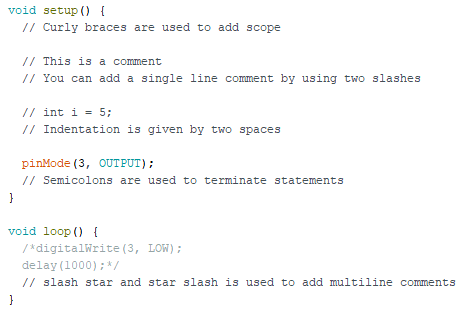 void setup() {
  // Curly braces are used to add scope

  // This is a comment
  // You can add a single line comment by using two slashes

  // int i = 5;
  // Indentation is given by two spaces

  pinMode(3, OUTPUT);
  // Semicolons are used to terminate statements
}

void loop() {
  /*digitalWrite(3, LOW);
  delay(1000);*/
  // slash star and star slash is used to add multiline comments
}